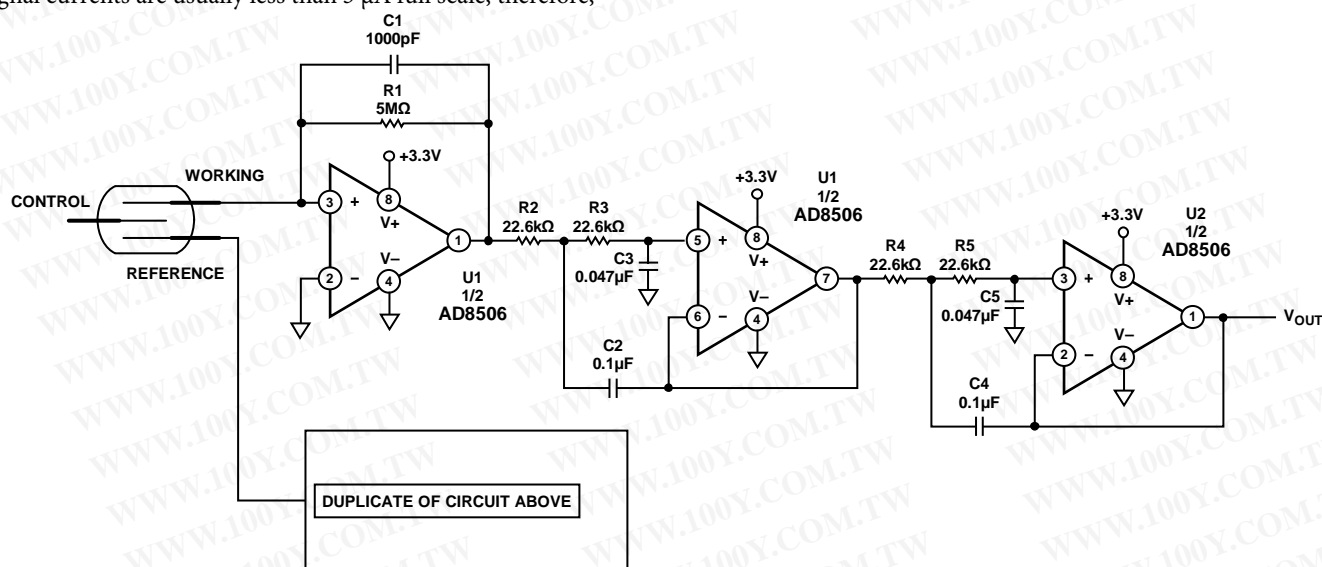 gnal currents are usually less than 5 µA full scale; therefore,
C1
1000pF
R1
5MΩ
+3.3V
WORKING
CONTROL
REFERENCE
3
+
8
V+
1
2
−
V−
4
U1
1/2
AD8506
R2
22.6kΩ
R3
22.6kΩ
C3
0.047µF
C2
0.1µF
+3.3V
U1
1/2
AD8506
5
+
8
V+
7
6
−
V−
4
R4
22.6kΩ
R5
22.6kΩ
C5
0.047µF
C4
0.1µF
+3.3V
U2
1/2
AD8506
3
+
8
V+
1
2
−
V−
4
VOUT
DUPLICATE OF CIRCUIT ABOVE
WWW.100Y.COM.TW